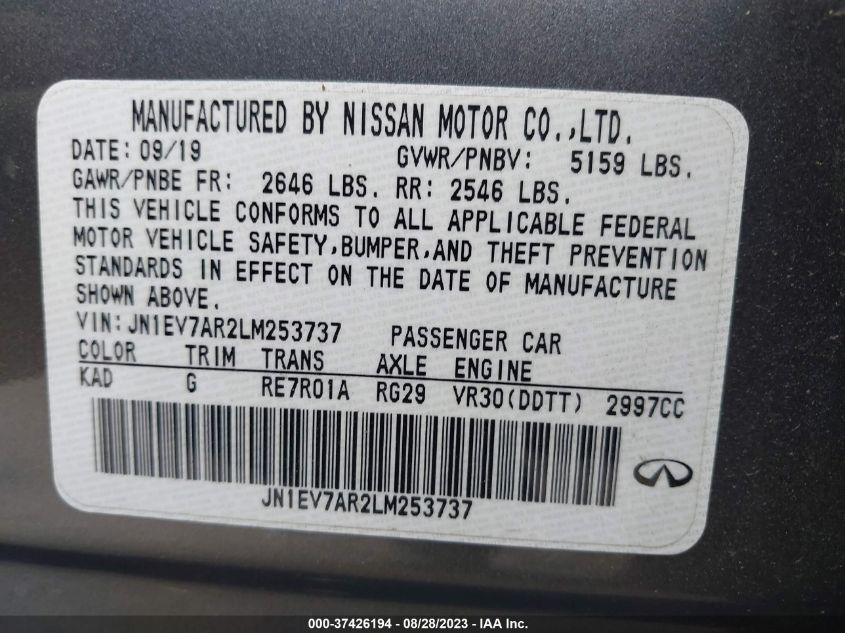 MANUFACTURED BY NISSAN MOTOR CO.,LTD.
DATE: 09/19 GVWR/PNBV: 5159 LBS.
GAWR/PNBE FR: 2646 LBS. RR: 2546 LBS.
THIS VEHICLE CONFORMS TO ALL APPLICABLE FEDERAL
MOTOR VEHICLE SAFETY,BUMPER,AND THEFT PREVENTION
STANDARDS IN EFFECT ON THE DATE OF MANUFACTURE
SHOWN ABOVE.
VIN: JN1EV7AR2LM253737 PASSENGER CAR
COLOR TRIM TRANS AXLE ENGINE
KAD G RE7R01A RG29 VR30(DDTT) 2997CC
JN1EV7AR2LM253737
000-37426194 - 08/28/2023 - IAA Inc.